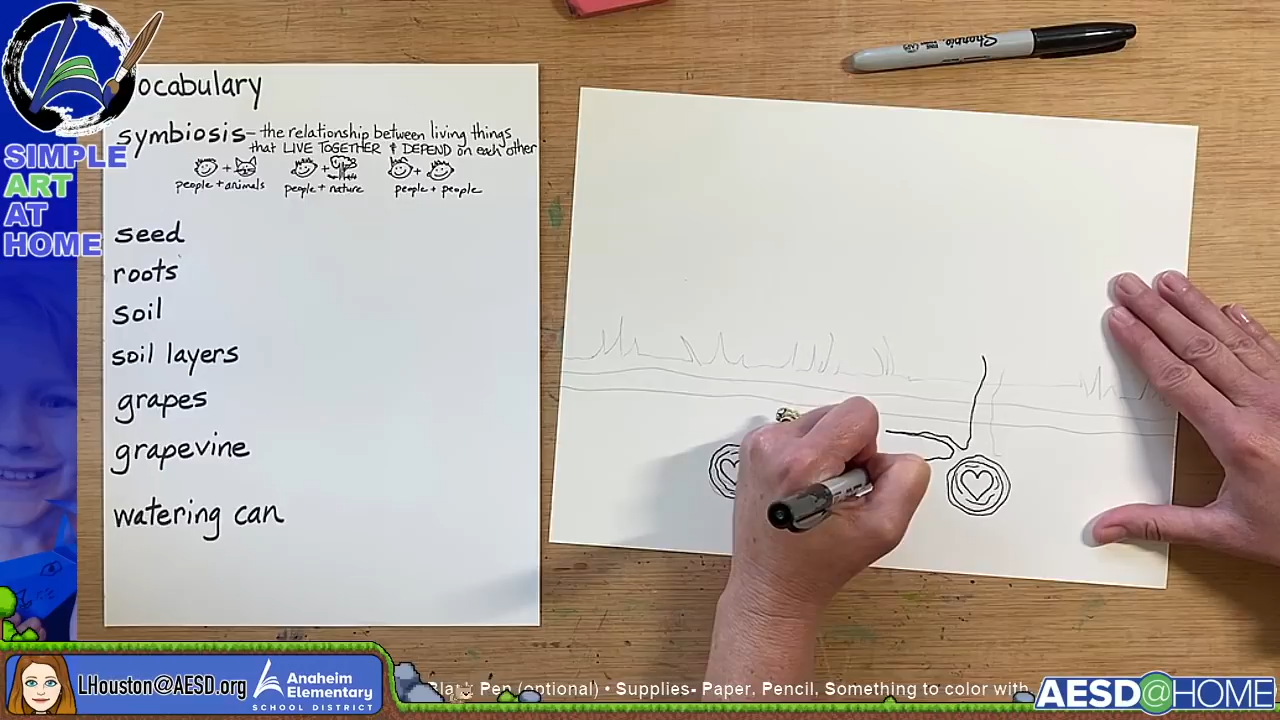 ocabulary
symbiosis - the relationship between living things
that LIVE TOGETHER + DEPEND on each other
people + animals people + nature people + people
seed
roots
soil
soil layers
grapes
grapevine
watering can
SIMPLE
ART
AT
HOME
Sharpie
LHouston@AESD.org
Anaheim
Elementary
SCHOOL DISTRICT
Pen (optional) • Supplies- Paper, Pencil, Something to color with
AESD@HOME